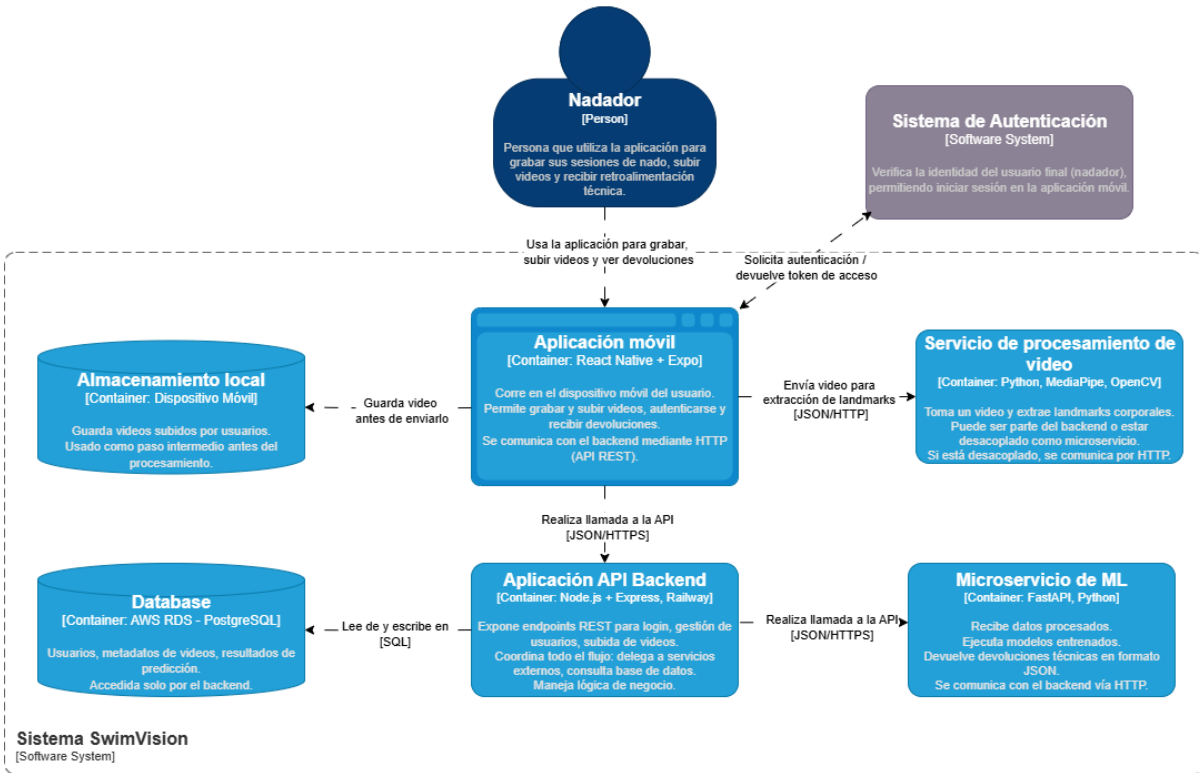 Nadador
[Person]
Persona que utiliza la aplicación para
grabar sus sesiones de nado, subir
videos y recibir retroalimentación
técnica.
Sistema de Autenticación
[Software System]
Verifica la identidad del usuario final (nadador),
permitiendo iniciar sesión en la aplicación móvil.
Usa la aplicación para grabar,
subir videos y ver devoluciones
Solicita autenticación /
devuelve token de acceso
Almacenamiento local
[Container: Dispositivo Móvil]
Guarda videos subidos por usuarios.
Usado como paso intermedio antes del
procesamiento.
Guarda video
antes de enviarlo
Aplicación móvil
[Container: React Native + Expo]
Corre en el dispositivo móvil del usuario.
Permite grabar y subir videos, autenticarse y
recibir devoluciones.
Se comunica con el backend mediante HTTP
(API REST).
Envía video para
extracción de landmarks
[JSON/HTTP]
Servicio de procesamiento de
video
[Container: Python, MediaPipe, OpenCV]
Toma un video y extrae landmarks corporales.
Puede ser parte del backend o estar
desacoplado como microservicio.
Si está desacoplado, se comunica por HTTP.
Realiza llamada a la API
[JSON/HTTPS]
Database
[Container: AWS RDS - PostgreSQL]
Usuarios, metadatos de videos, resultados de
predicción.
Accedida solo por el backend.
Lee de y escribe en
[SQL]
Aplicación API Backend
[Container: Node.js + Express, Railway]
Expone endpoints REST para login, gestión de
usuarios, subida de videos.
Coordina todo el flujo: delega a servicios
externos, consulta base de datos.
Maneja lógica de negocio.
Realiza llamada a la API
[JSON/HTTPS]
Microservicio de ML
[Container: FastAPI, Python]
Recibe datos procesados.
Ejecuta modelos entrenados.
Devuelve devoluciones técnicas en formato
JSON.
Se comunica con el backend vía HTTP.
Sistema SwimVision
[Software System]